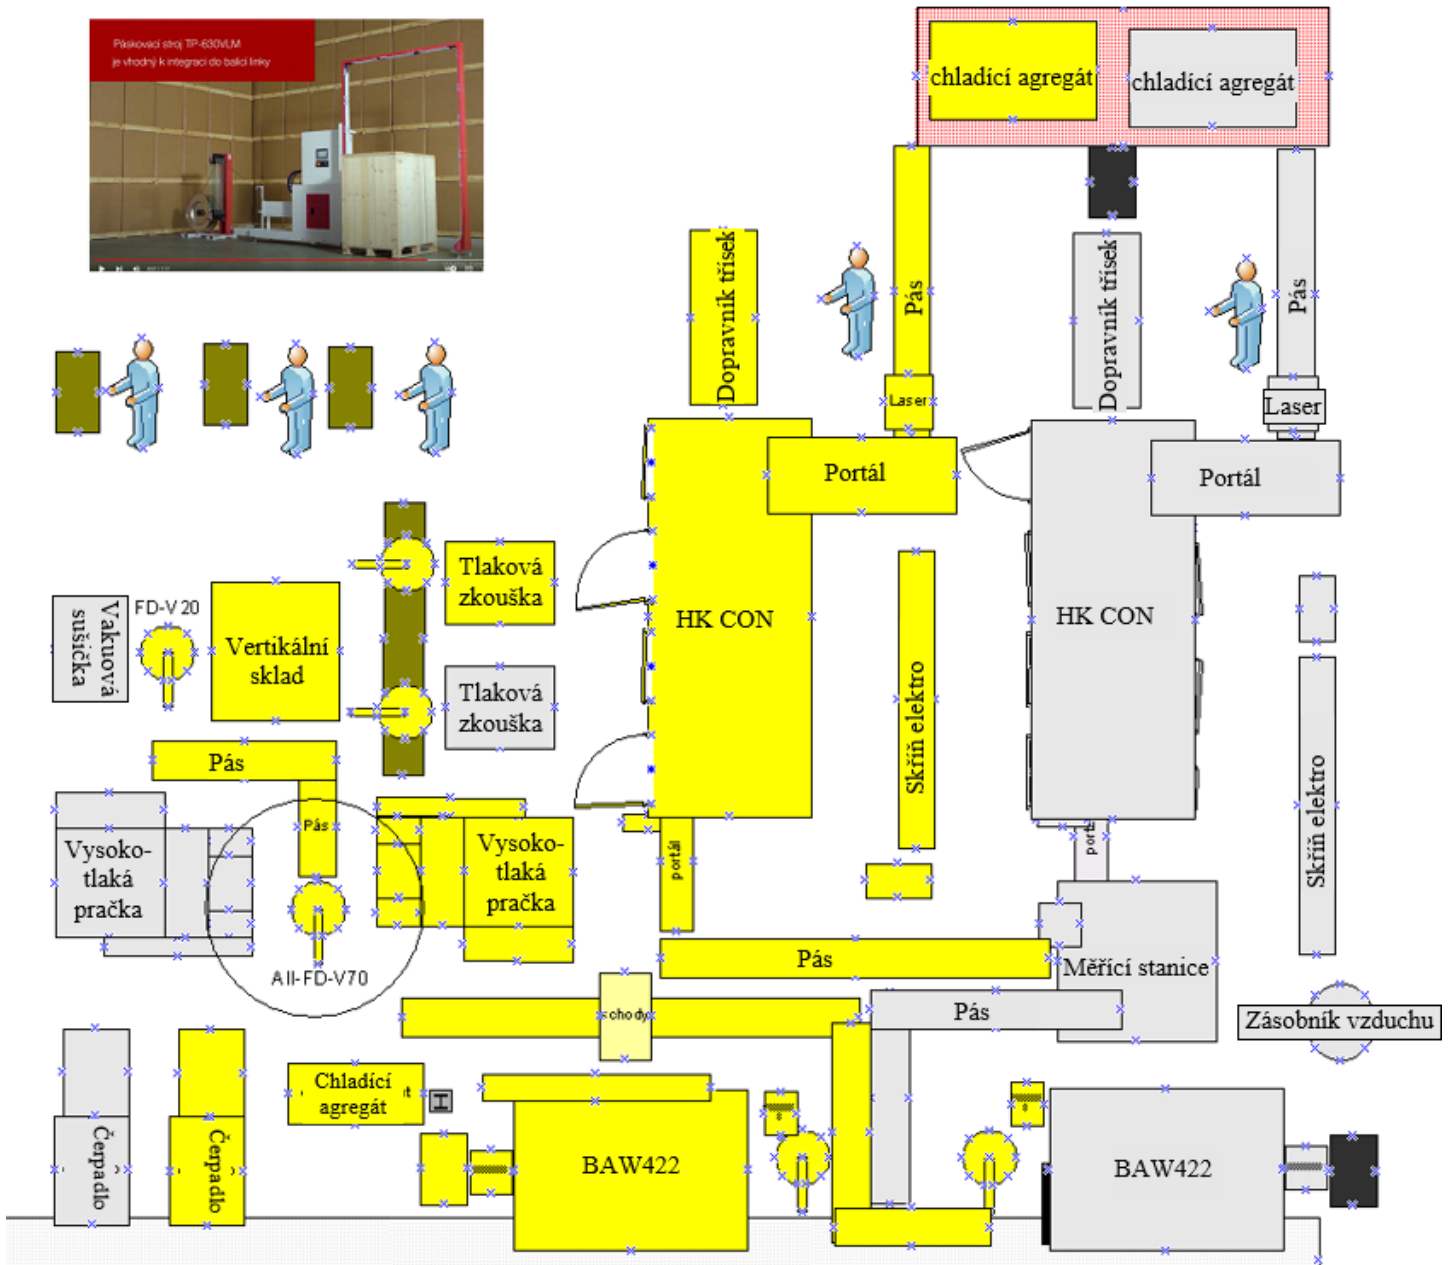 Páskovací stroj TP-630VLM
je vhodný k integraci do balicí linky
chladící agregát
chladící agregát
Dopravník třísek
Pás
Dopravník třísek
Pás
Laser
Laser
Portál
Portál
Tlaková
zkouška
FD-V20
Vakuová
sušička
Vertikální
sklad
HK CON
HK CON
Tlaková
zkouška
Skříň elektro
Pás
Pás
Vysoko-
tlaká
pračka
Vysoko-
tlaká
pračka
portál
Skříň elektro
All-FD-V70
Pás
Měřící stanice
chody
Pás
Zásobník vzduchu
Chladící
agregát
Čerpadlo
Čerpadlo
BAW422
BAW422